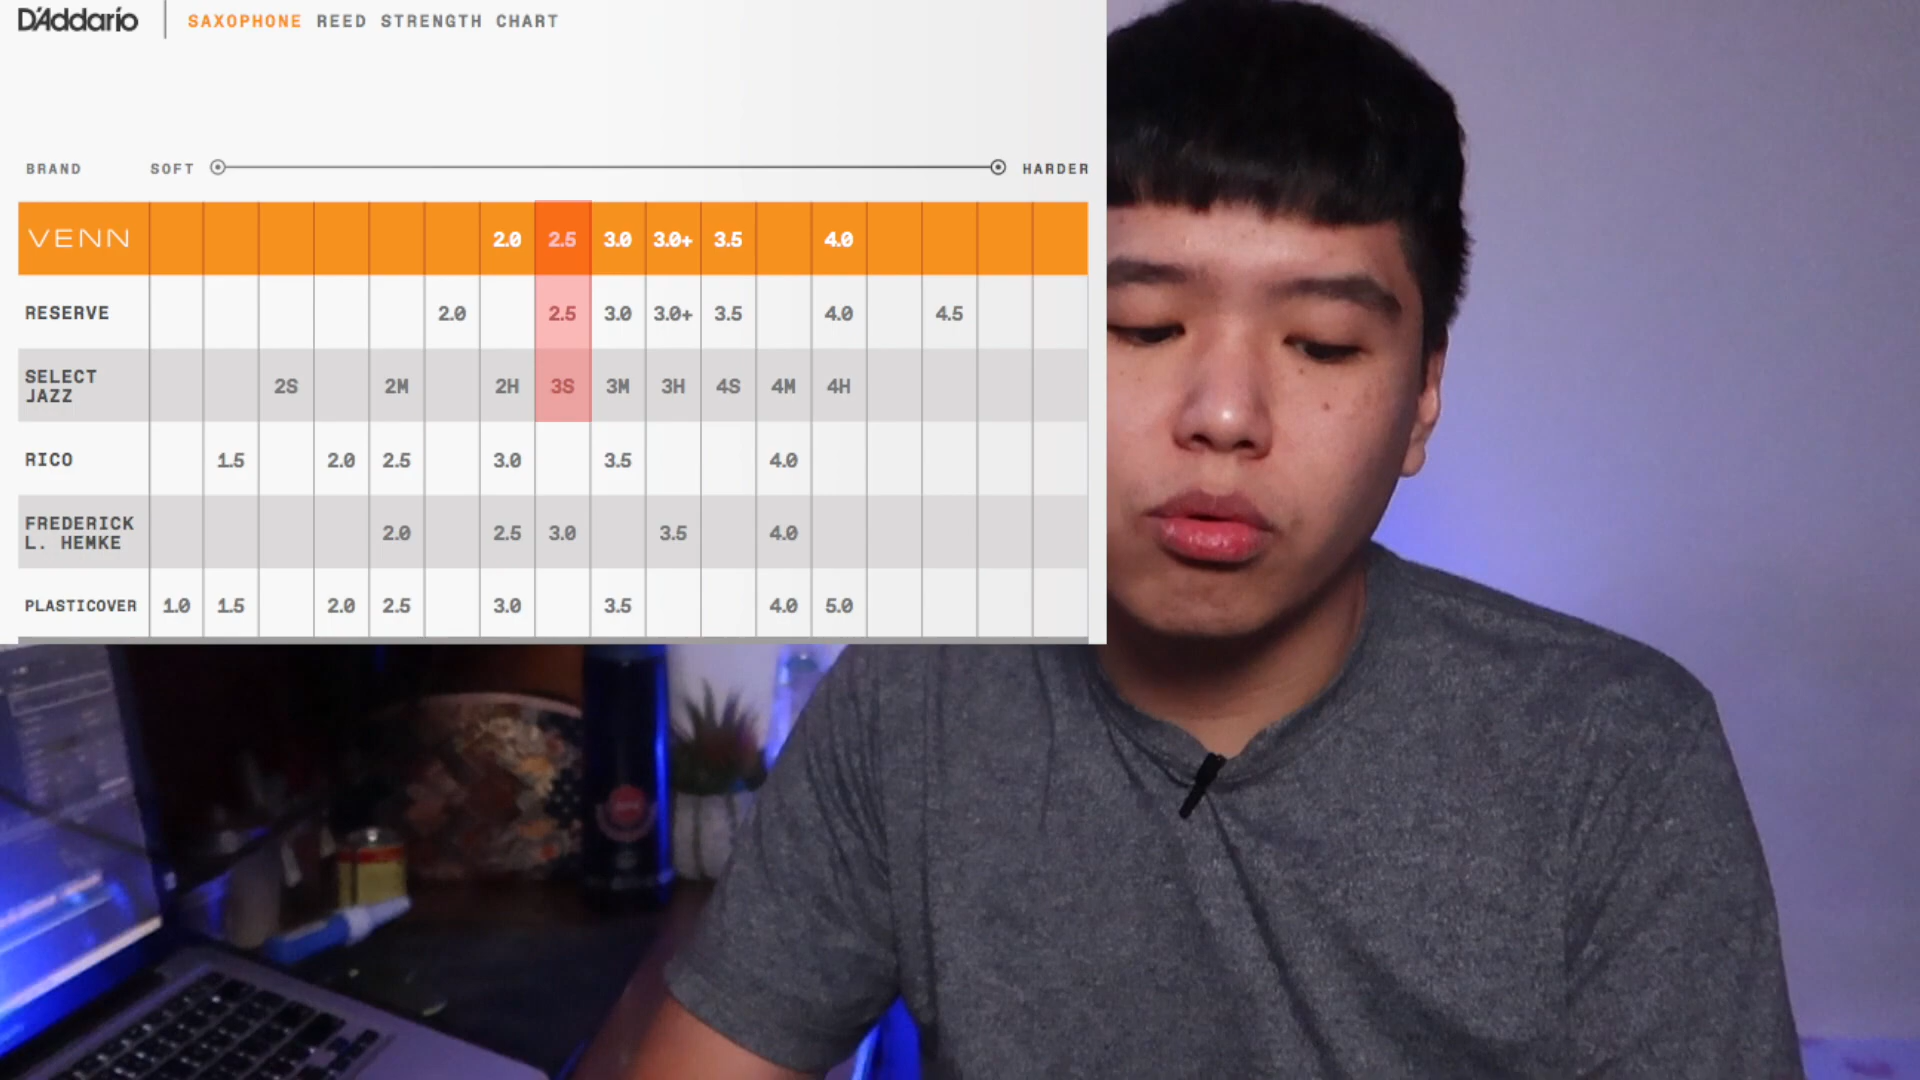 D'Addario SAXOPHONE REED STRENGTH CHART
BRAND SOFT HARDER
VENN 2.0 2.5 3.0 3.0+ 3.5 4.0
RESERVE 2.0 2.5 3.0 3.0+ 3.5 4.0 4.5
SELECT
JAZZ 2S 2M 2H 3S 3M 3H 4S 4M 4H
RICO 1.5 2.0 2.5 3.0 3.5 4.0
FREDERICK
L. HEMKE 2.0 2.5 3.0 3.5 4.0
PLASTICOVER 1.0 1.5 2.0 2.5 3.0 3.5 4.0 5.0